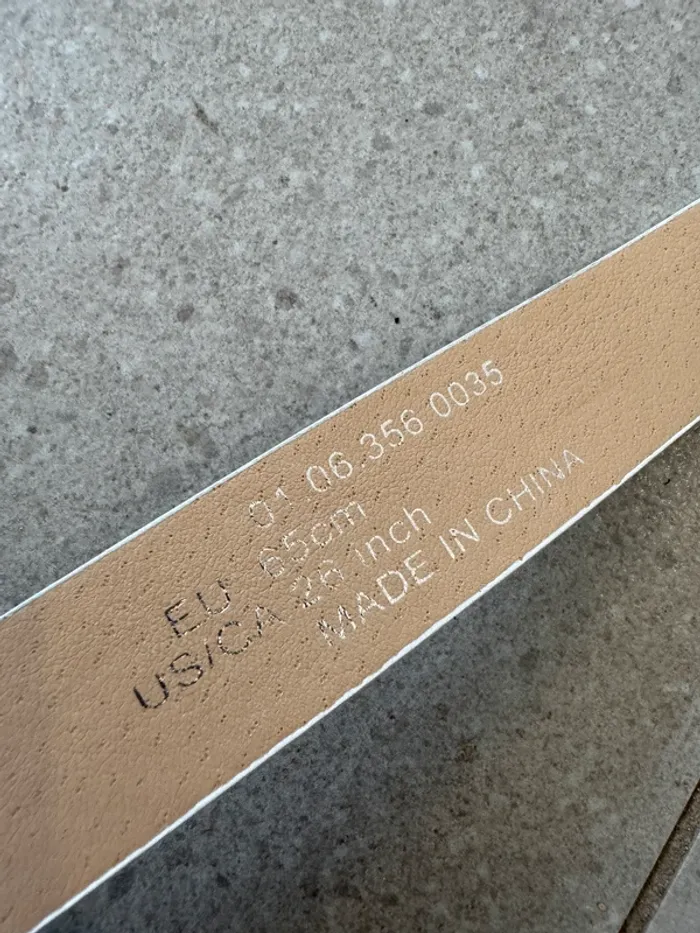 01 06 356 0035
EU 65cm
US/CA 26 inch
MADE IN CHINA